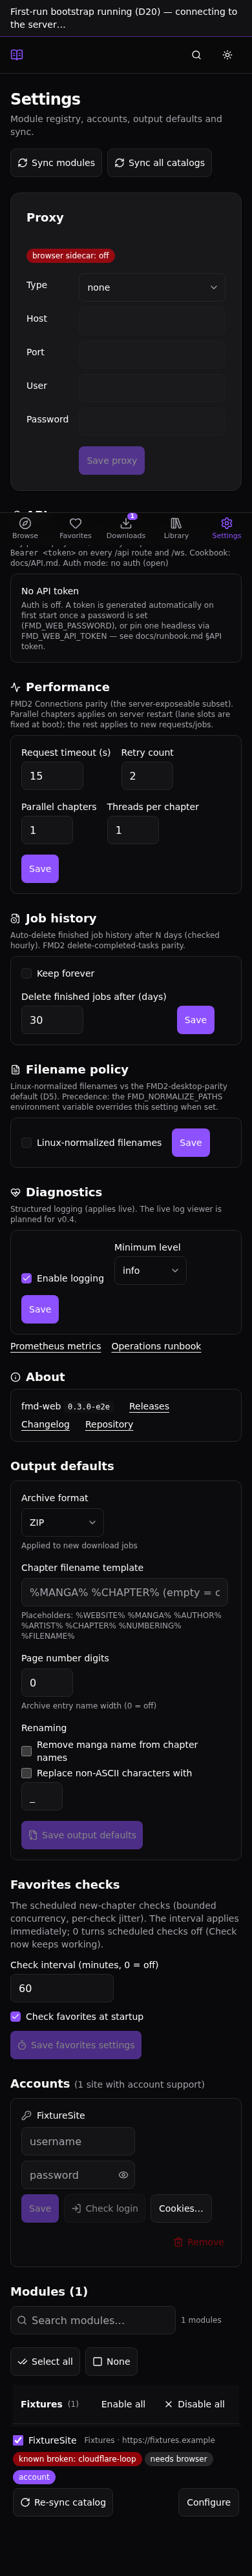 First-run bootstrap running (D20) — connecting to
the server…
Settings
Module registry, accounts, output defaults and
sync.
Sync modules
Sync all catalogs
Proxy
browser sidecar: off
Type
none
Host
Port
User
Password
Save proxy
1
Browse
Favorites
Downloads
Library
Settings
Bearer <token> on every /api route and /ws. Cookbook:
docs/API.md. Auth mode: no auth (open)
No API token
Auth is off. A token is generated automatically on
first start once a password is set
(FMD_WEB_PASSWORD), or pin one headless via
FMD_WEB_API_TOKEN — see docs/runbook.md §API
token.
Performance
FMD2 Connections parity (the server-exposable subset).
Parallel chapters applies on server restart (lane slots are
fixed at boot); the rest applies to new requests/jobs.
Request timeout (s)
Retry count
15
2
Parallel chapters
Threads per chapter
1
1
Save
Job history
Auto-delete finished job history after N days (checked
hourly). FMD2 delete-completed-tasks parity.
Keep forever
Delete finished jobs after (days)
30
Save
Filename policy
Linux-normalized filenames vs the FMD2-desktop-parity
default (D5). Precedence: the FMD_NORMALIZE_PATHS
environment variable overrides this setting when set.
Linux-normalized filenames
Save
Diagnostics
Structured logging (applies live). The live log viewer is
planned for v0.4.
Minimum level
Enable logging
info
Save
Prometheus metrics
Operations runbook
About
fmd-web 0.3.0-e2e
Releases
Changelog
Repository
Output defaults
Archive format
ZIP
Applied to new download jobs
Chapter filename template
%MANGA% %CHAPTER% (empty = c
Placeholders: %WEBSITE% %MANGA% %AUTHOR%
%ARTIST% %CHAPTER% %NUMBERING%
%FILENAME%
Page number digits
0
Archive entry name width (0 = off)
Renaming
Remove manga name from chapter
names
Replace non-ASCII characters with
_
Save output defaults
Favorites checks
The scheduled new-chapter checks (bounded
concurrency, per-check jitter). The interval applies
immediately; 0 turns scheduled checks off (Check
now keeps working).
Check interval (minutes, 0 = off)
60
Check favorites at startup
Save favorites settings
Accounts (1 site with account support)
FixtureSite
username
password
Save
Check login
Cookies…
Remove
Modules (1)
Search modules…
1 modules
Select all
None
Fixtures (1)
Enable all
Disable all
FixtureSite Fixtures · https://fixtures.example
known broken: cloudflare-loop
needs browser
account
Re-sync catalog
Configure